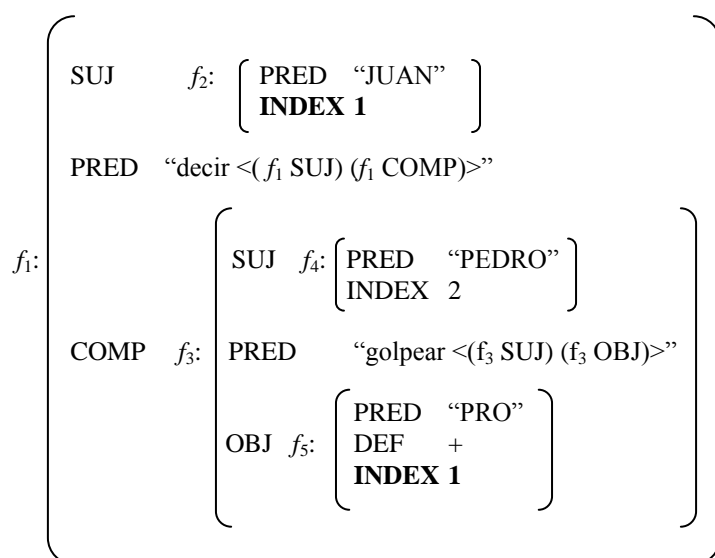 SUJ f₂: PRED “JUAN”
INDEX 1
PRED “decir <( f₁ SUJ) (f₁ COMP)>”
f₁:
SUJ f₄: PRED “PEDRO”
INDEX 2
COMP f₃: PRED “golpear <(f₃ SUJ) (f₃ OBJ)>”
PRED “PRO”
OBJ f₅: DEF +
INDEX 1